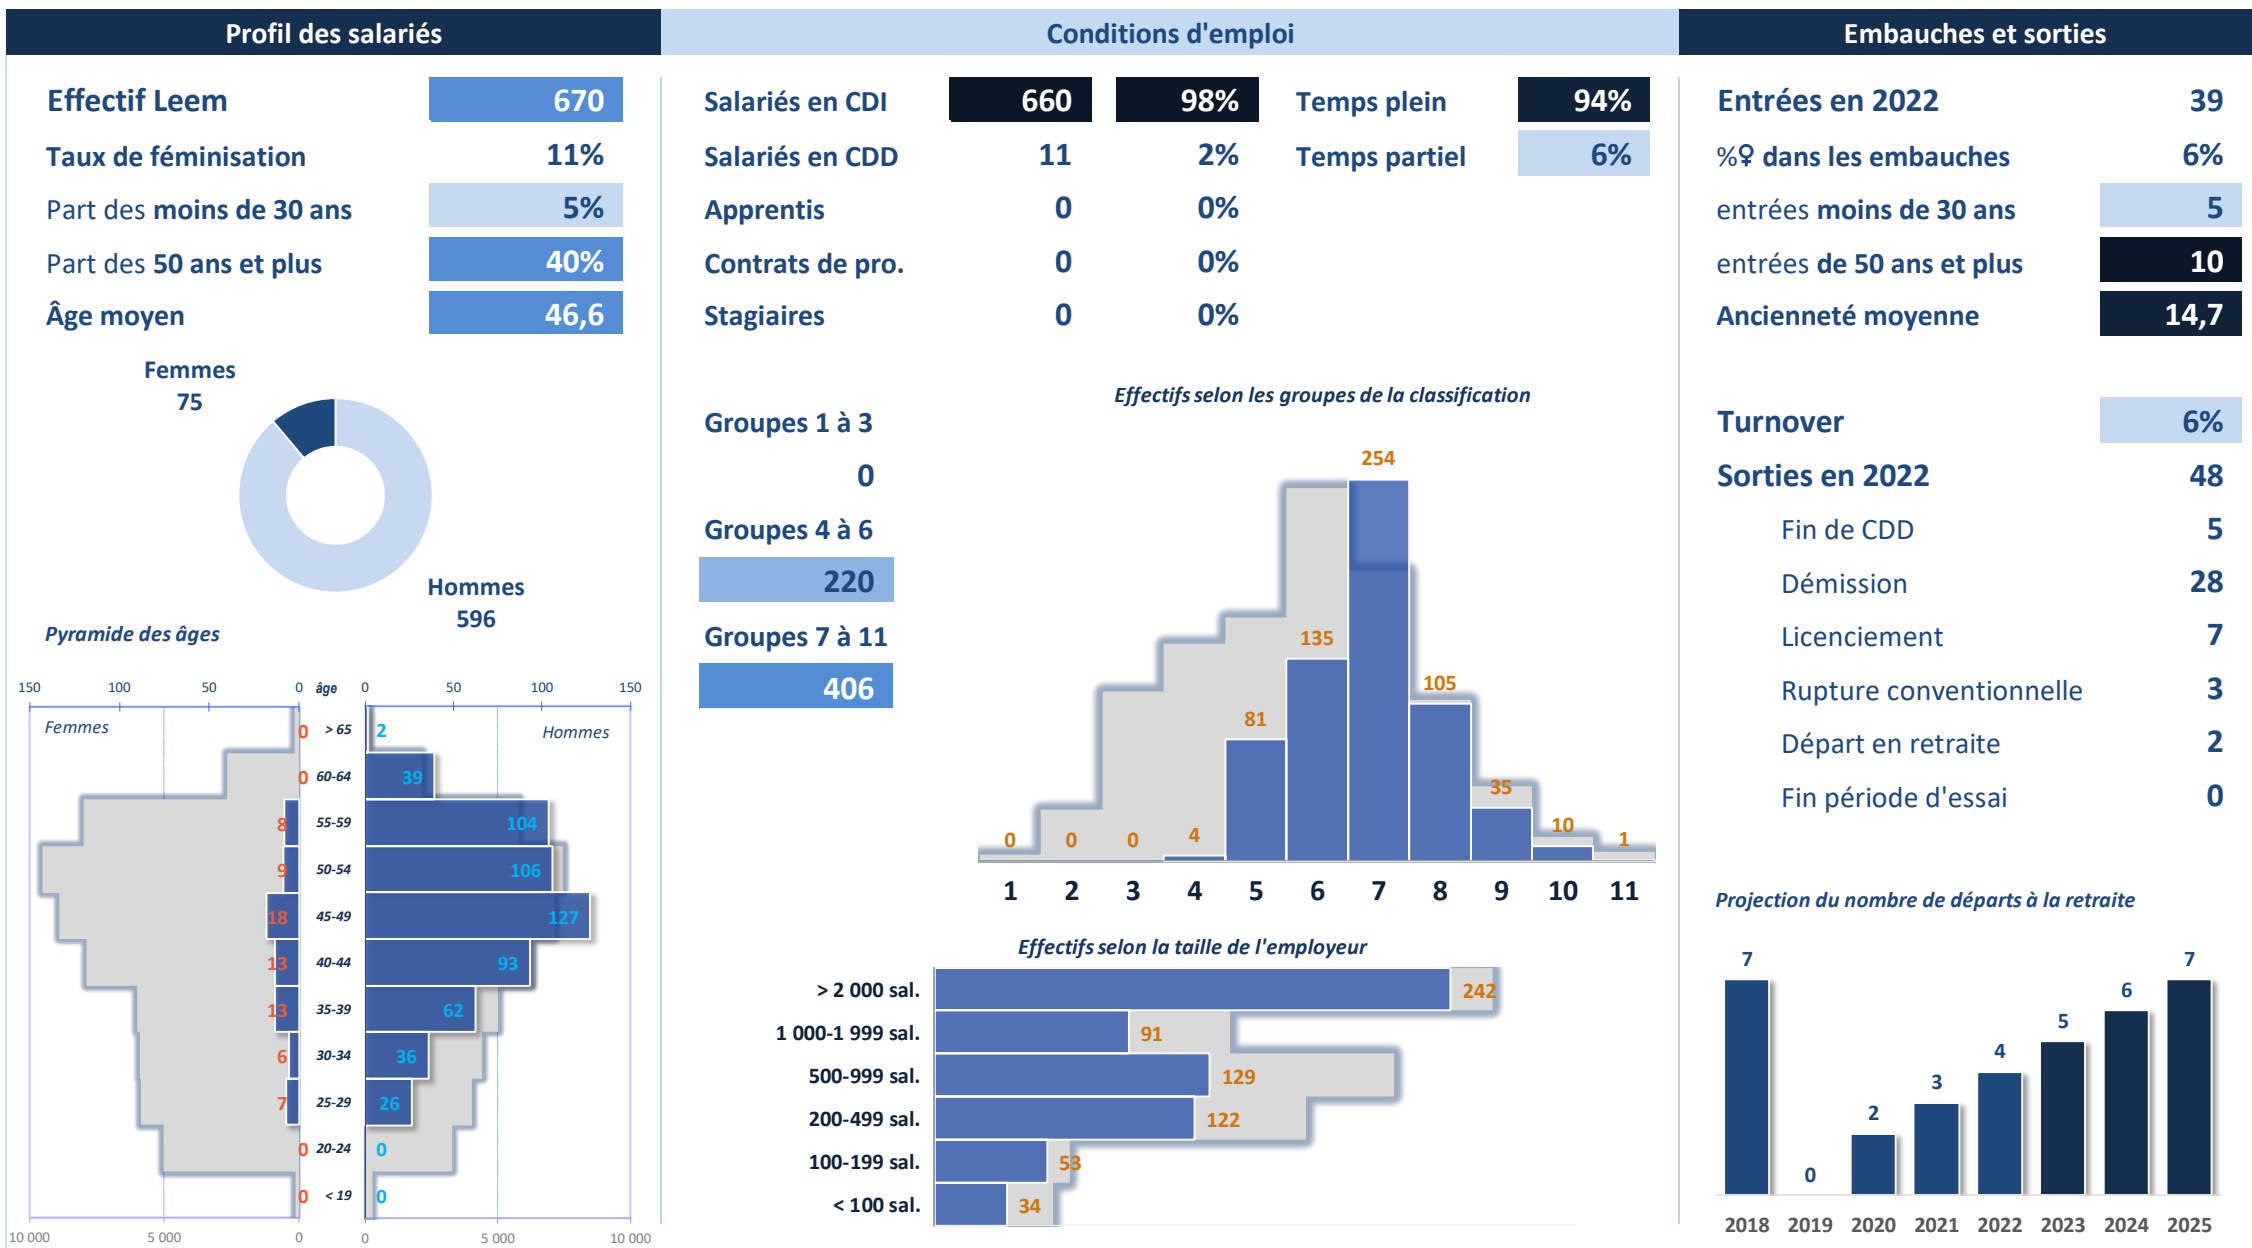 Profil des salariés
Effectif Leem 670
Taux de féminisation 11%
Part des moins de 30 ans 5%
Part des 50 ans et plus 40%
Âge moyen 46,6
Femmes
75
Hommes
596
Pyramide des âges
150 100 50 0 âge 0 50 100 150
Femmes Hommes
0 > 65 2
0 60-64 39
8 55-59 104
9 50-54 106
18 45-49 127
13 40-44 93
13 35-39 62
6 30-34 36
7 25-29 26
0 20-24 0
0 < 19 0
10 000 5 000 0 0 5 000 10 000
Conditions d'emploi
Salariés en CDI 660 98% Temps plein 94%
Salariés en CDD 11 2% Temps partiel 6%
Apprentis 0 0%
Contrats de pro. 0 0%
Stagiaires 0 0%
Groupes 1 à 3
0
Groupes 4 à 6
220
Groupes 7 à 11
406
Effectifs selon les groupes de la classification
0 0 0 4 81 135 254 105 35 10 1
1 2 3 4 5 6 7 8 9 10 11
Effectifs selon la taille de l'employeur
> 2 000 sal. 242
1 000-1 999 sal. 91
500-999 sal. 129
200-499 sal. 122
100-199 sal. 53
< 100 sal. 34
Embauches et sorties
Entrées en 2022 39
%♀ dans les embauches 6%
entrées moins de 30 ans 5
entrées de 50 ans et plus 10
Ancienneté moyenne 14,7
Turnover 6%
Sorties en 2022 48
Fin de CDD 5
Démission 28
Licenciement 7
Rupture conventionnelle 3
Départ en retraite 2
Fin période d'essai 0
Projection du nombre de départs à la retraite
7 0 2 3 4 5 6 7
2018 2019 2020 2021 2022 2023 2024 2025